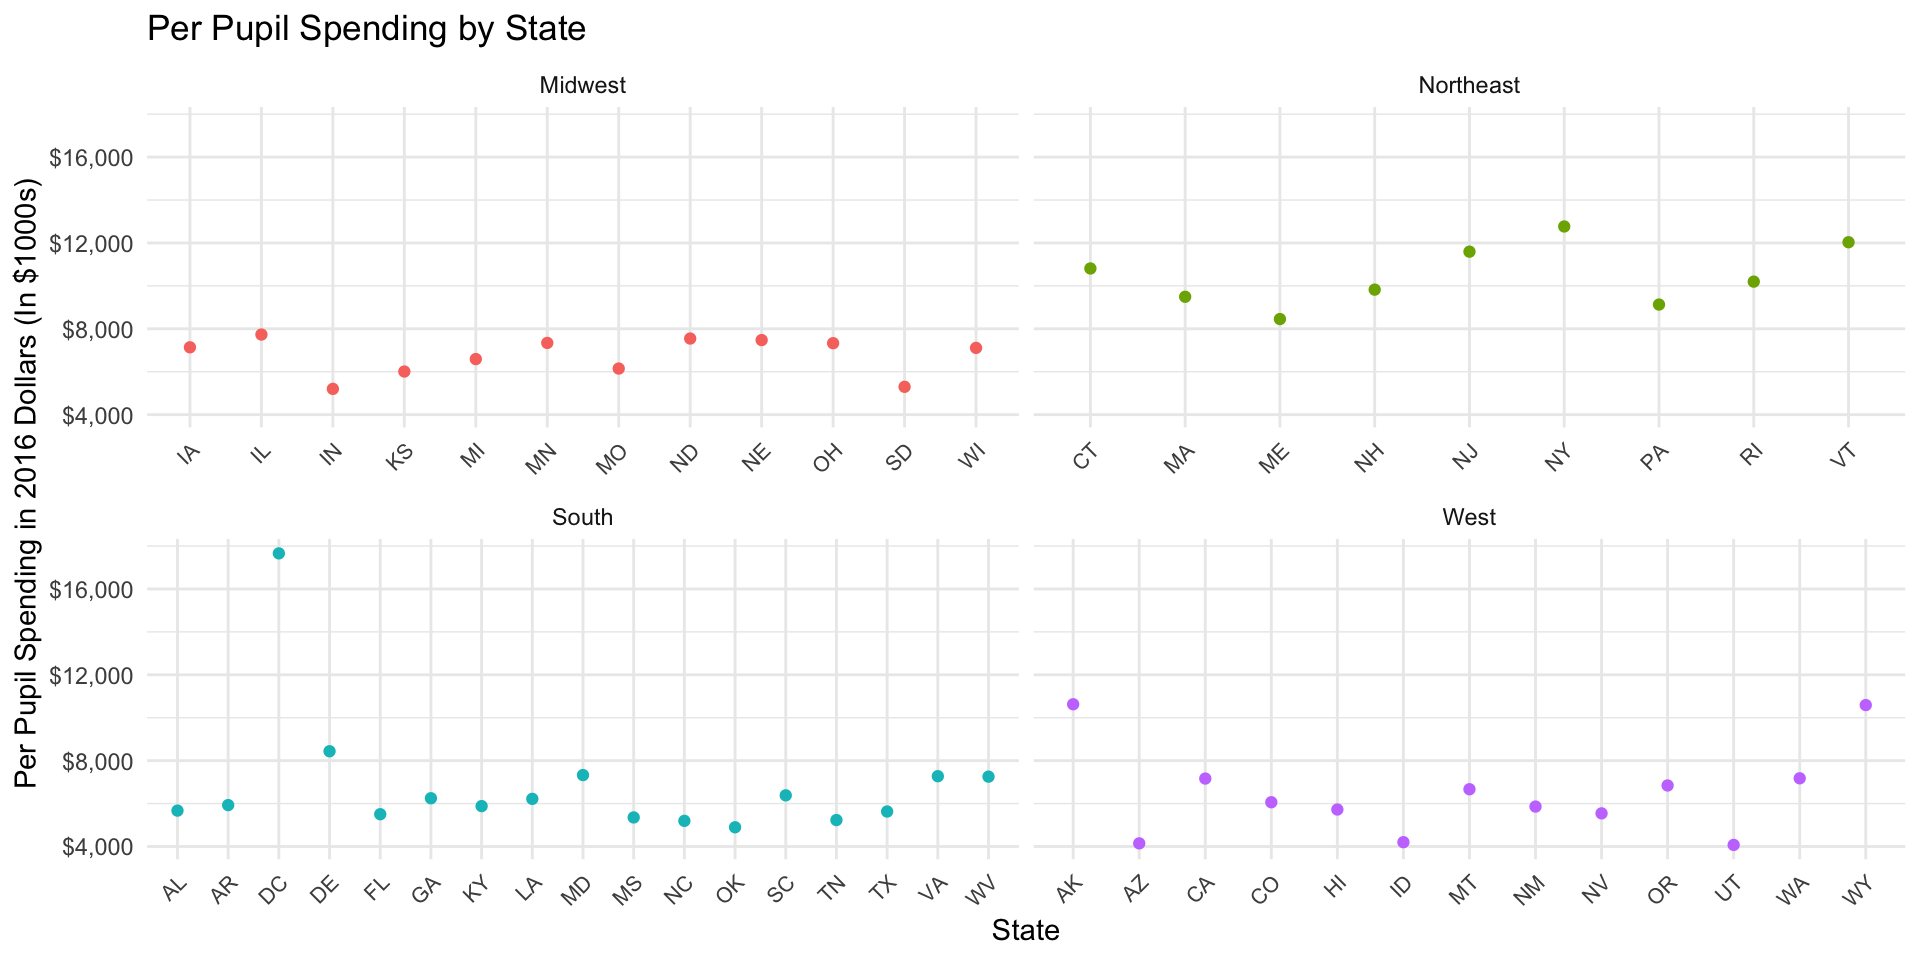 Per Pupil Spending by State
Per Pupil Spending in 2016 Dollars (In $1000s)
Midwest
Northeast
$16,000
$12,000
$8,000
$4,000
IA IL IN KS MI MN MO ND NE OH SD WI
CT MA ME NH NJ NY PA RI VT
South
West
$16,000
$12,000
$8,000
$4,000
AL AR DC DE FL GA KY LA MD MS NC OK SC TN TX VA WV
AK AZ CA CO HI ID MT NM NV OR UT WA WY
State